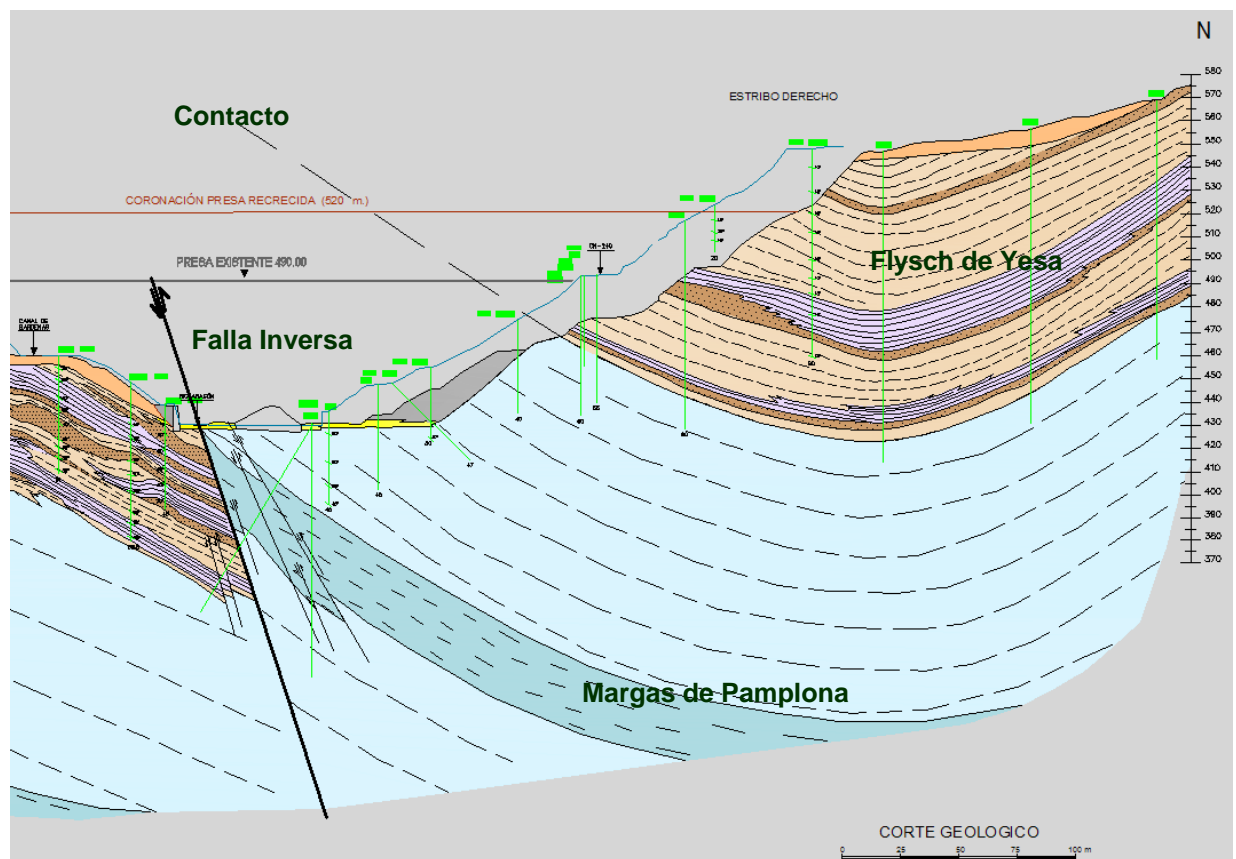 N
580
ESTRIBO DERECHO
570
Contacto
560
550
540
530
CORONACIÓN PRESA RECRECIDA (520 m.)
520
510
Flysch de Yesa
500
PRESA EXISTENTE 490.00
490
480
Falla Inversa
470
CANAL DE
BARDENAS
460
450
440
430
420
410
400
390
380
370
Margas de Pamplona
CORTE GEOLOGICO
0 25 50 75 100 m